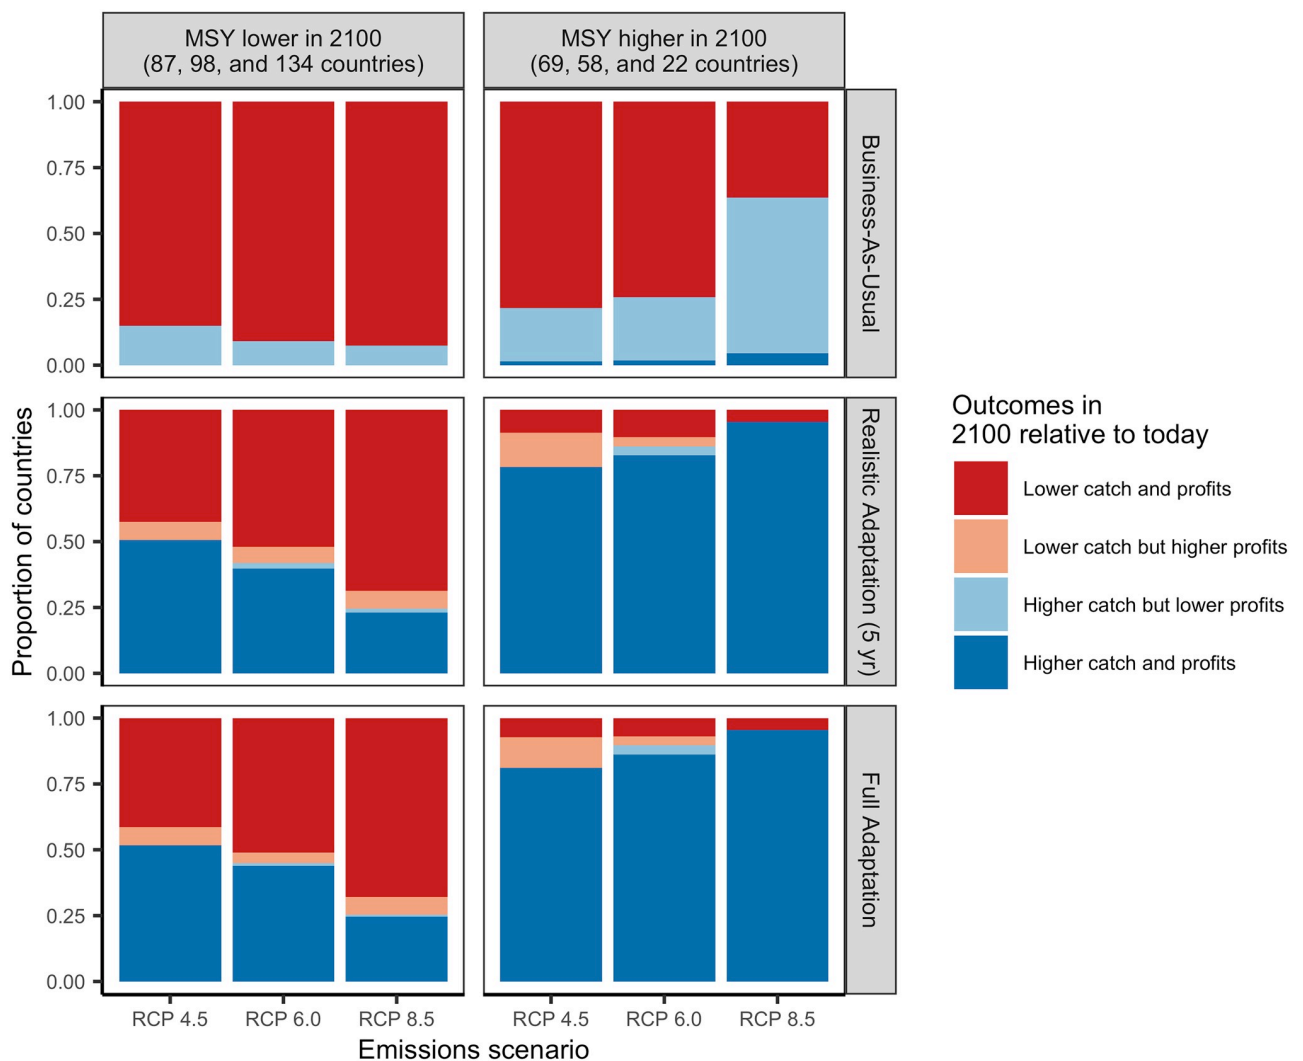 MSY lower in 2100
(87, 98, and 134 countries)
MSY higher in 2100
(69, 58, and 22 countries)
Proportion of countries
1.00
0.75
0.50
0.25
0.00
Business-As-Usual
1.00
0.75
0.50
0.25
0.00
Realistic Adaptation (5 yr)
1.00
0.75
0.50
0.25
0.00
Full Adaptation
RCP 4.5
RCP 6.0
RCP 8.5
RCP 4.5
RCP 6.0
RCP 8.5
Emissions scenario
Outcomes in
2100 relative to today
Lower catch and profits
Lower catch but higher profits
Higher catch but lower profits
Higher catch and profits